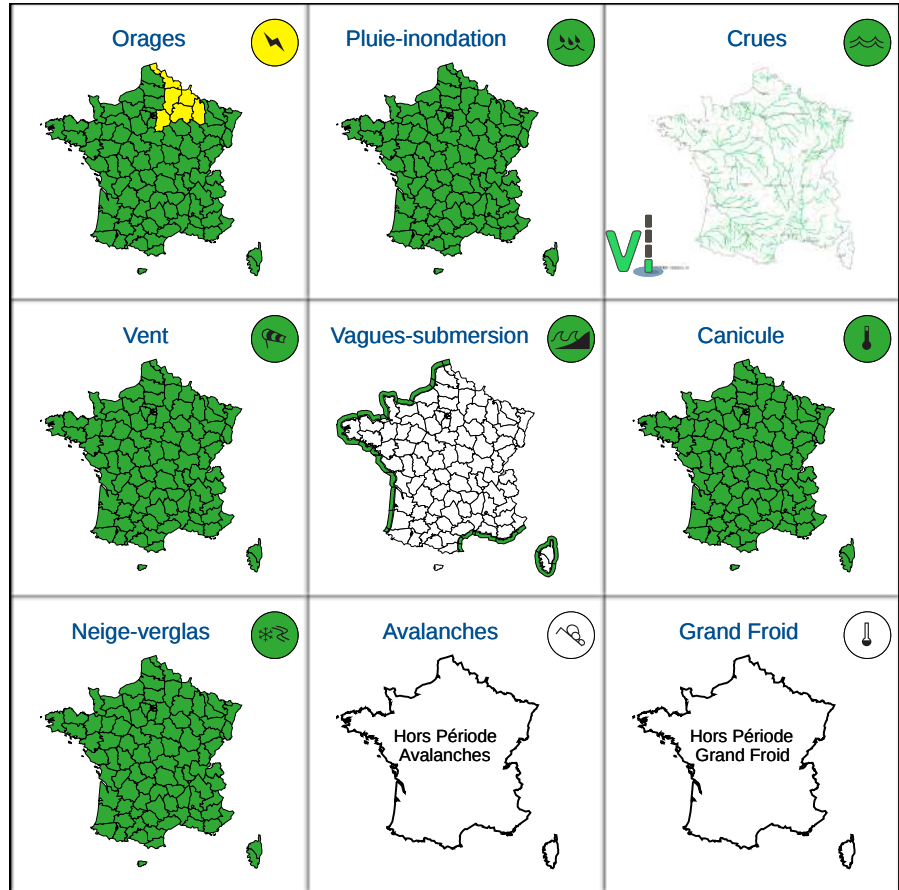 Orages
Pluie-inondation
Crues
Vi
Vent
Vagues-submersion
Canicule
Neige-verglas
Avalanches
Grand Froid
Hors Période
Avalanches
Hors Période
Grand Froid